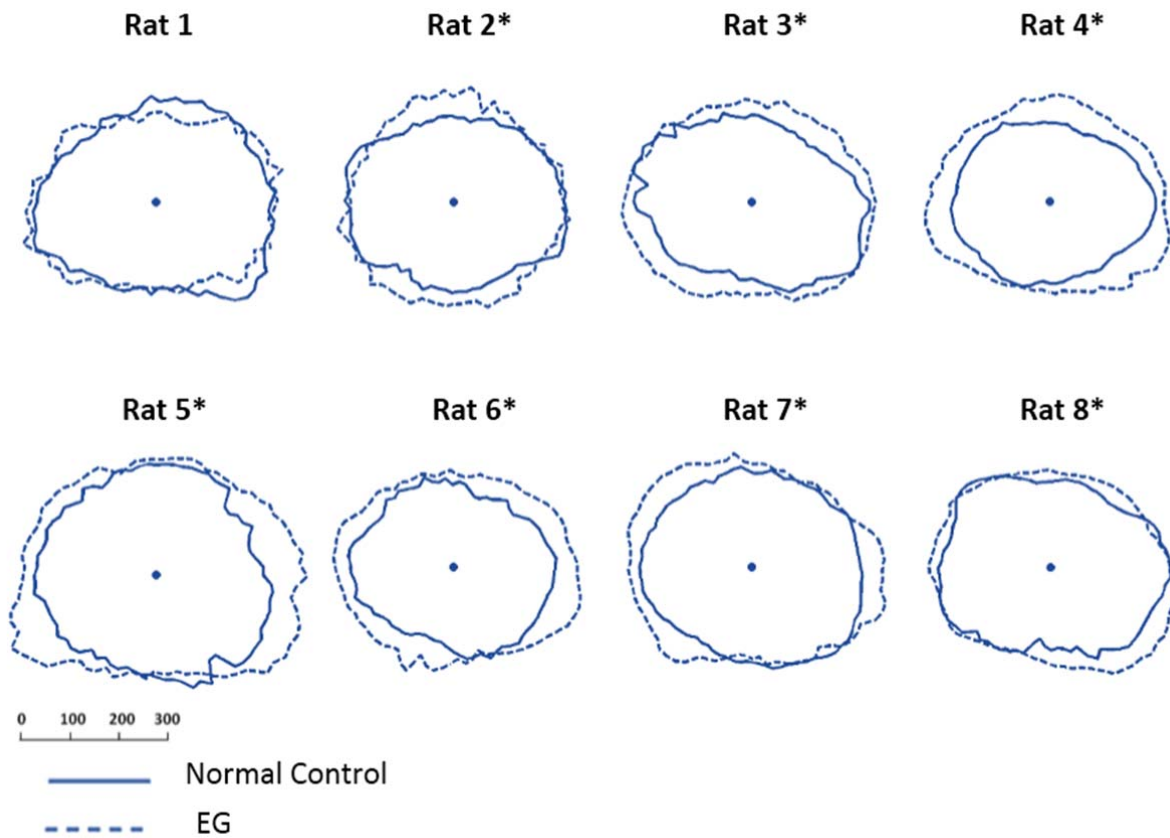 Rat 1 Rat 2* Rat 3* Rat 4*
Rat 5* Rat 6* Rat 7* Rat 8*
0 100 200 300
Normal Control
EG